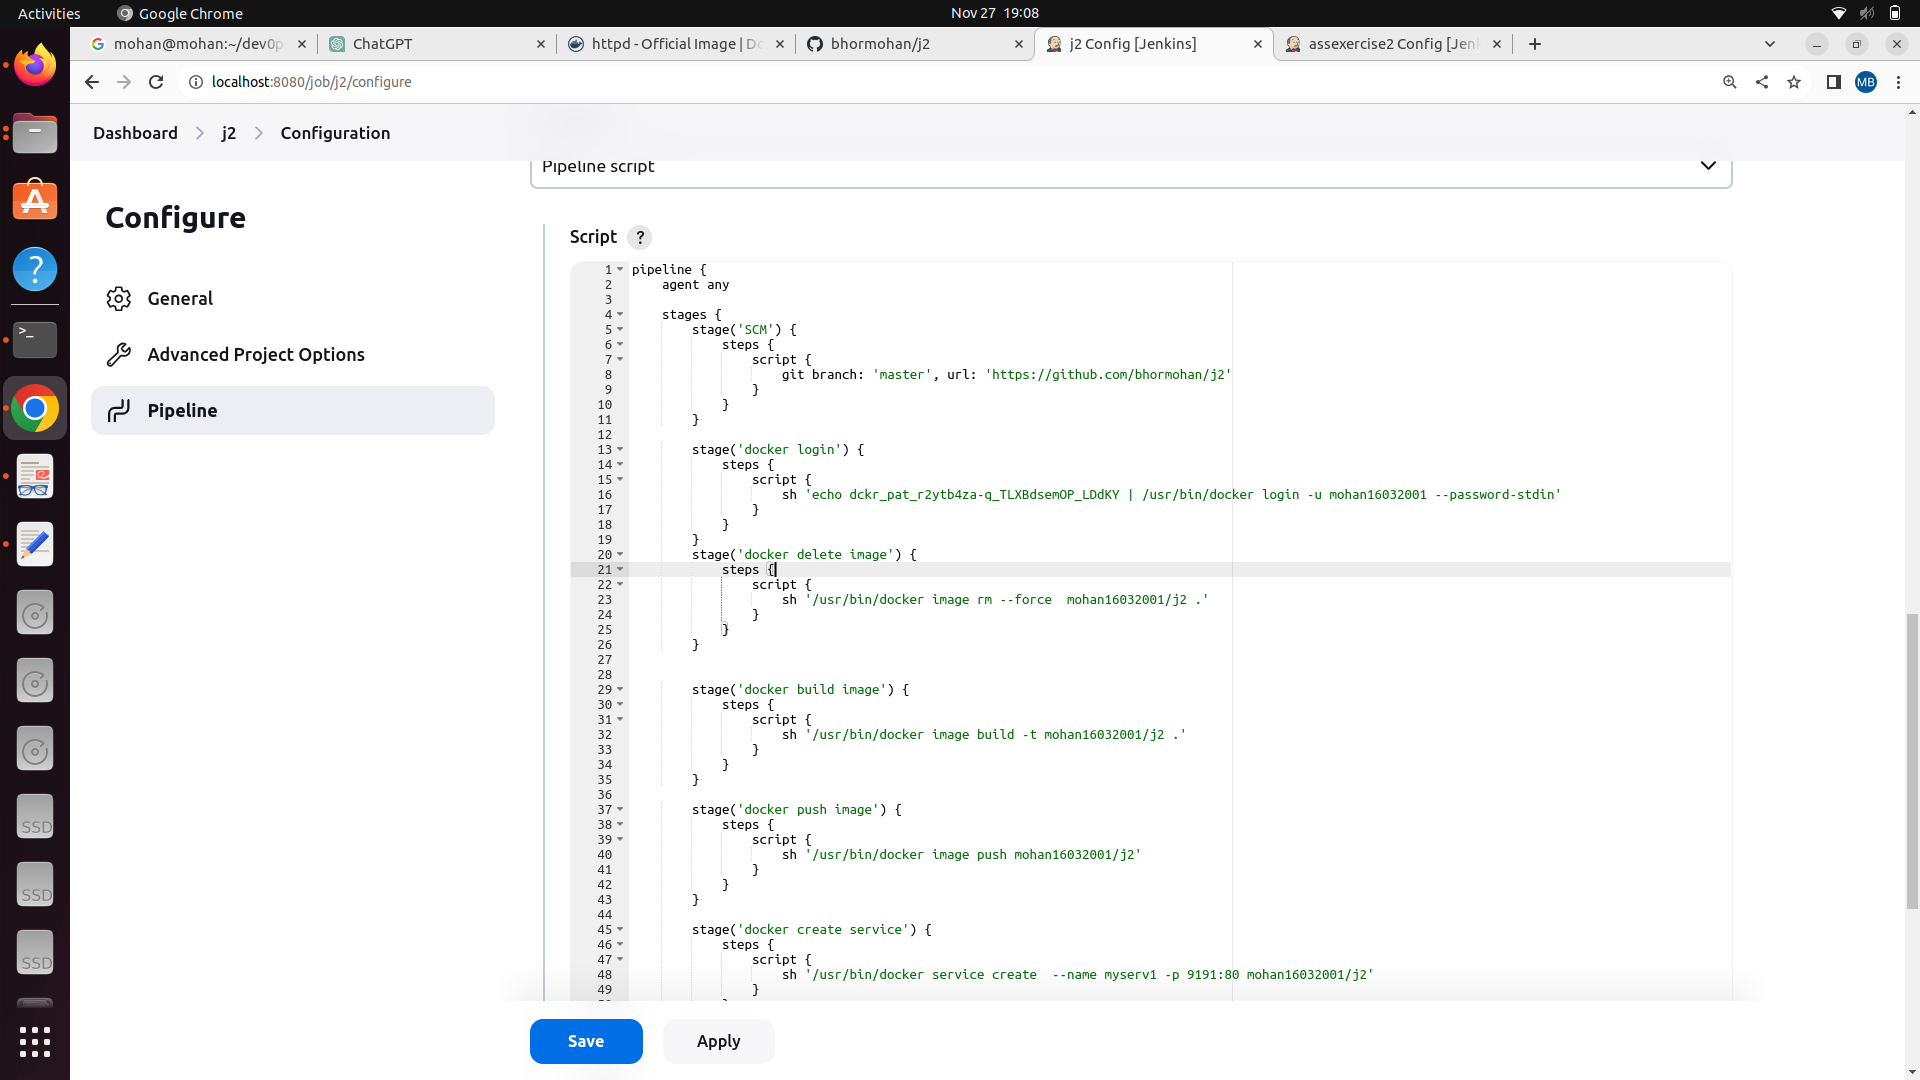 Activities
Google Chrome
Nov 27 19:08
mohan@mohan:~/dev0p
ChatGPT
httpd - Official Image | Do
bhormohan/j2
j2 Config [Jenkins]
assexercise2 Config [Jen
localhost:8080/job/j2/configure
MB
Dashboard
j2
Configuration
Configure
General
Advanced Project Options
Pipeline
Pipeline script
Script ?
1 pipeline {
2     agent any
3
4     stages {
5         stage('SCM') {
6             steps {
7                 script {
8                     git branch: 'master', url: 'https://github.com/bhormohan/j2'
9                 }
10             }
11         }
12
13         stage('docker login') {
14             steps {
15                 script {
16                     sh 'echo dckr_pat_r2ytb4za-q_TLXBdsemOP_LDdKY | /usr/bin/docker login -u mohan16032001 --password-stdin'
17                 }
18             }
19         }
20         stage('docker delete image') {
21             steps {
22                 script {
23                     sh '/usr/bin/docker image rm --force  mohan16032001/j2 .'
24                 }
25             }
26         }
27
28
29         stage('docker build image') {
30             steps {
31                 script {
32                     sh '/usr/bin/docker image build -t mohan16032001/j2 .'
33                 }
34             }
35         }
36
37         stage('docker push image') {
38             steps {
39                 script {
40                     sh '/usr/bin/docker image push mohan16032001/j2'
41                 }
42             }
43         }
44
45         stage('docker create service') {
46             steps {
47                 script {
48                     sh '/usr/bin/docker service create  --name myserv1 -p 9191:80 mohan16032001/j2'
49                 }
Save
Apply
SSD
SSD
SSD